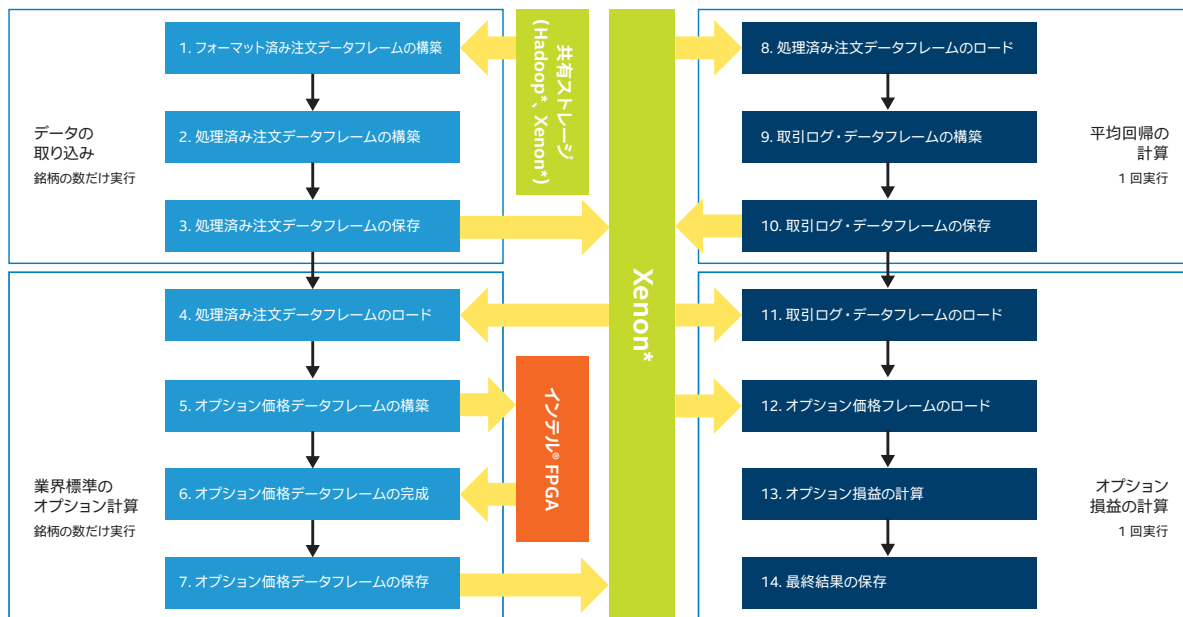 データの
取り込み
銘柄の数だけ実行
1. フォーマット済み注文データフレームの構築
2. 処理済み注文データフレームの構築
3. 処理済み注文データフレームの保存
業界標準の
オプション計算
銘柄の数だけ実行
4. 処理済み注文データフレームのロード
5. オプション価格データフレームの構築
6. オプション価格データフレームの完成
7. オプション価格データフレームの保存
共有ストレージ
(Hadoop*、Xenon*)
インテル® FPGA
Xenon*
8. 処理済み注文データフレームのロード
9. 取引ログ・データフレームの構築
10. 取引ログ・データフレームの保存
平均回帰の
計算
1 回実行
11. 取引ログ・データフレームのロード
12. オプション価格フレームのロード
13. オプション損益の計算
14. 最終結果の保存
オプション
損益の計算
1 回実行